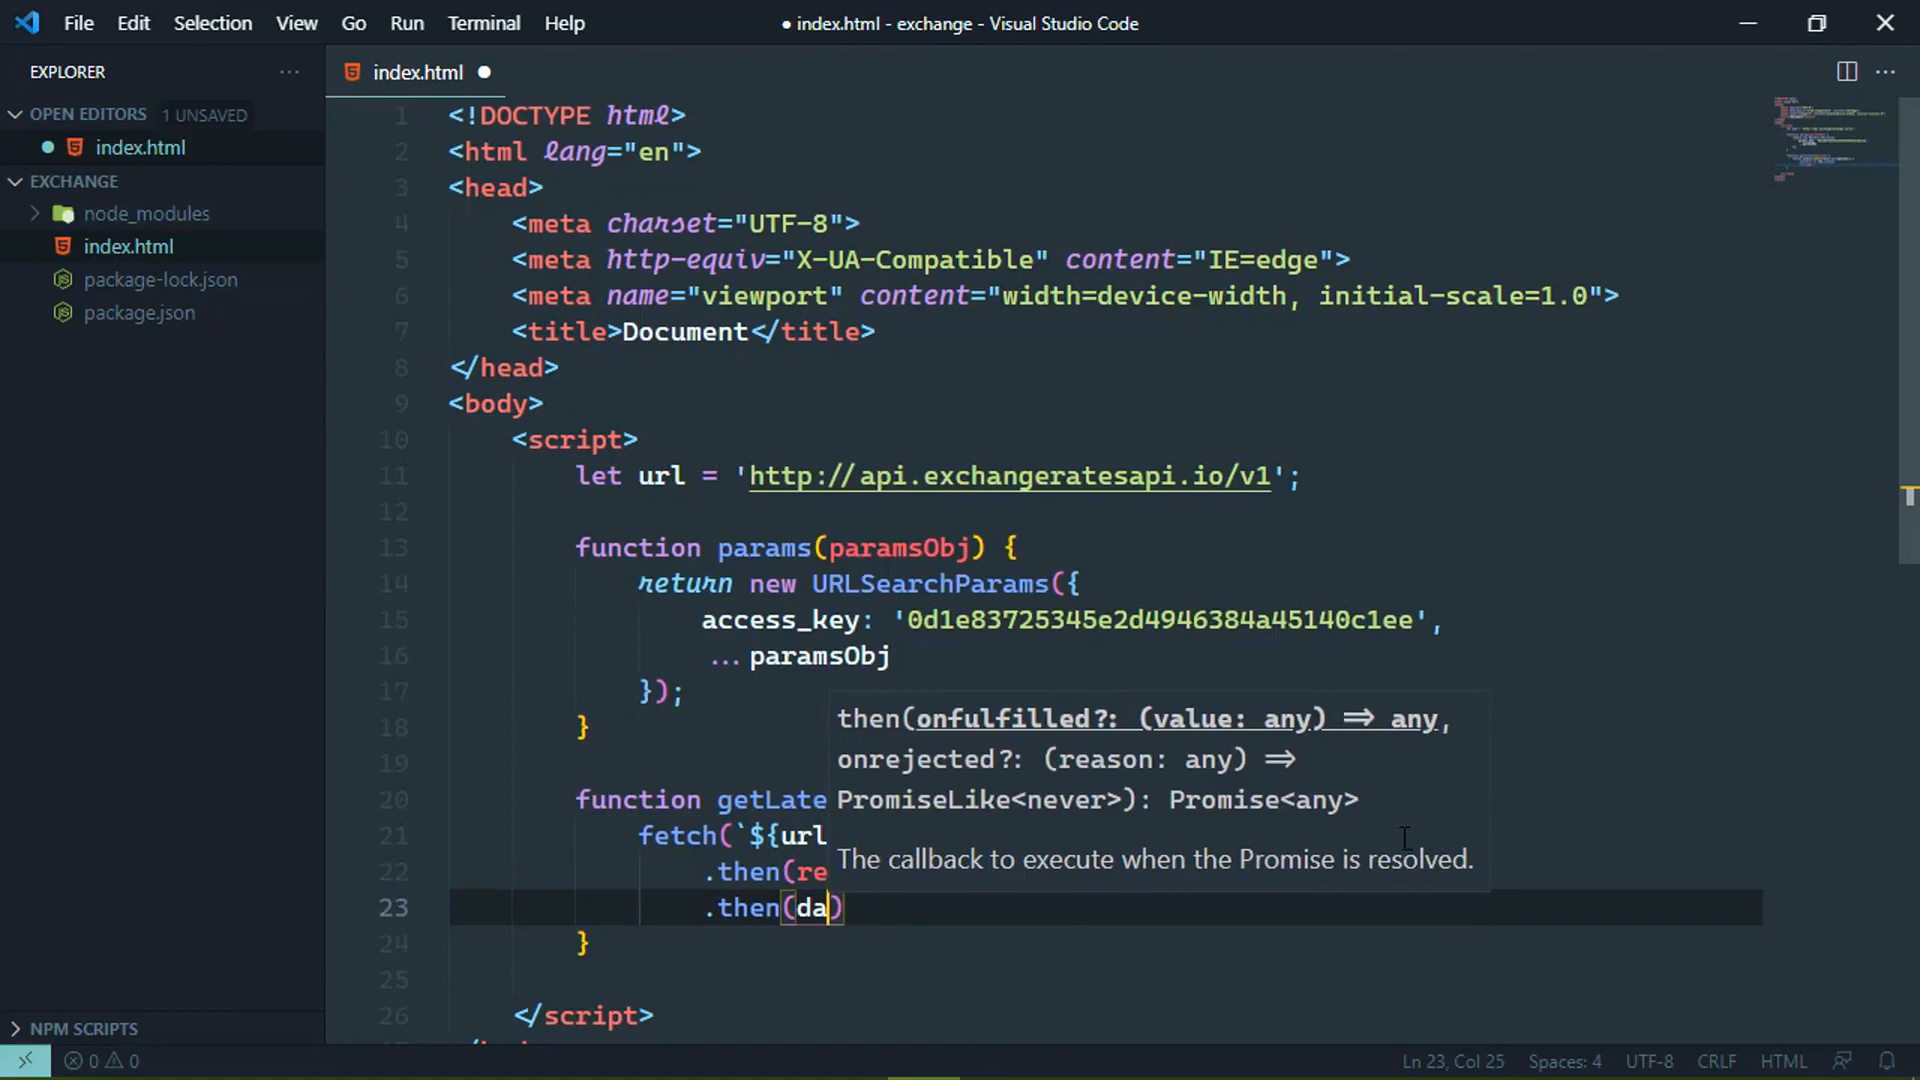 File Edit Selection View Go Run Terminal Help
● index.html - exchange - Visual Studio Code
EXPLORER
OPEN EDITORS 1 UNSAVED
index.html
EXCHANGE
node_modules
index.html
package-lock.json
package.json
NPM SCRIPTS
index.html
1 <!DOCTYPE html>
2 <html lang="en">
3 <head>
4 <meta charset="UTF-8">
5 <meta http-equiv="X-UA-Compatible" content="IE=edge">
6 <meta name="viewport" content="width=device-width, initial-scale=1.0">
7 <title>Document</title>
8 </head>
9 <body>
10 <script>
11 let url = 'http://api.exchangeratesapi.io/v1';
12
13 function params(paramsObj) {
14 return new URLSearchParams({
15 access_key: '0d1e83725345e2d4946384a45140c1ee',
16 ...paramsObj
17 });
18 }
19
20 function getLate
21 fetch(`${url
22 .then(re
23 .then(da)
24 }
25
26 </script>
then(onfulfilled?: (value: any) => any,
onrejected?: (reason: any) =>
PromiseLike<never>): Promise<any>
The callback to execute when the Promise is resolved.
0 0
Ln 23, Col 25 Spaces: 4 UTF-8 CRLF HTML